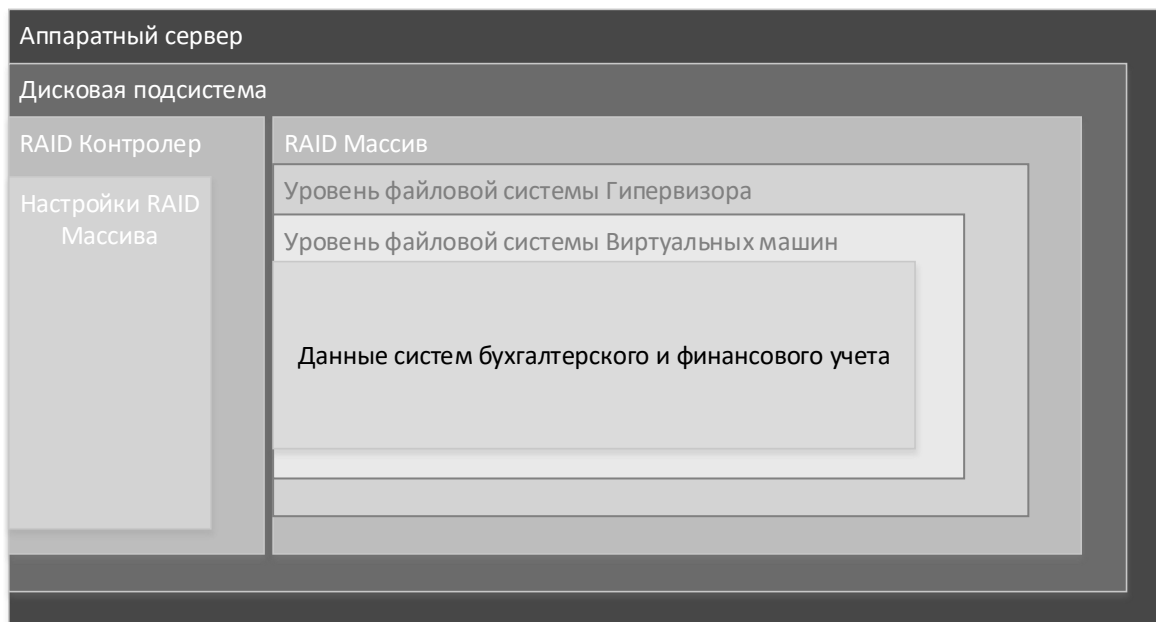 Аппаратный сервер
Дисковая подсистема
RAID Контролер
RAID Массив
Настройки RAID
Массива
Уровень файловой системы Гипервизора
Уровень файловой системы Виртуальных машин
Данные систем бухгалтерского и финансового учета